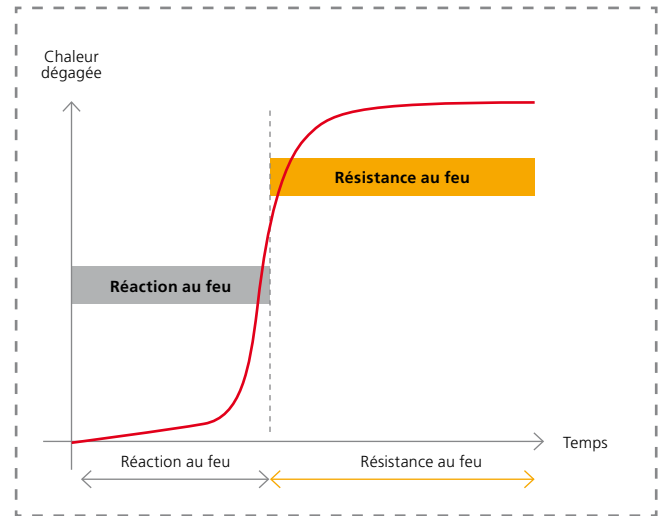 Chaleur
dégagée
Résistance au feu
Réaction au feu
Temps
Réaction au feu
Résistance au feu